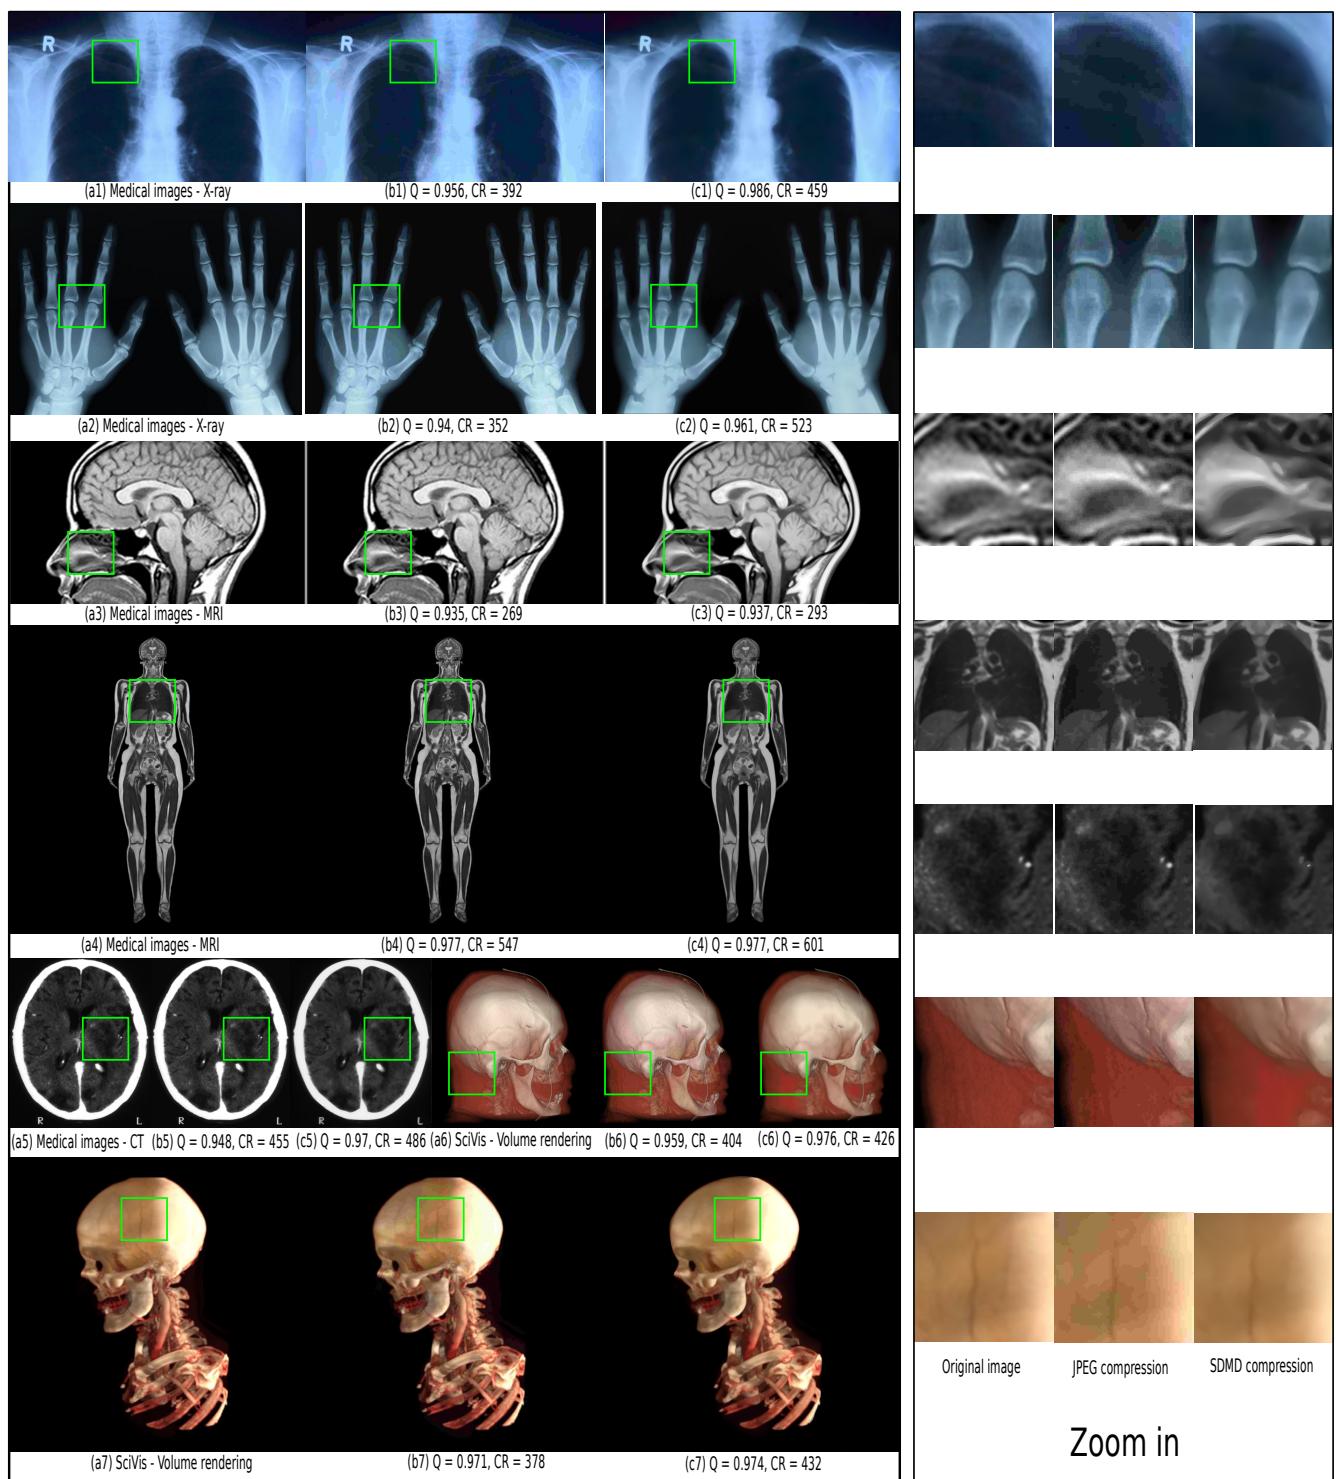 R R R
(a1) Medical images - X-ray (b1) Q = 0.956, CR = 392 (c1) Q = 0.986, CR = 459
(a2) Medical images - X-ray (b2) Q = 0.94, CR = 352 (c2) Q = 0.961, CR = 523
(a3) Medical images - MRI (b3) Q = 0.935, CR = 269 (c3) Q = 0.937, CR = 293
(a4) Medical images - MRI (b4) Q = 0.977, CR = 547 (c4) Q = 0.977, CR = 601
R L R L R L
(a5) Medical images - CT (b5) Q = 0.948, CR = 455 (c5) Q = 0.97, CR = 486 (a6) SciVis - Volume rendering (b6) Q = 0.959, CR = 404 (c6) Q = 0.976, CR = 426
(a7) SciVis - Volume rendering (b7) Q = 0.971, CR = 378 (c7) Q = 0.974, CR = 432
Original image JPEG compression SDMD compression
Zoom in